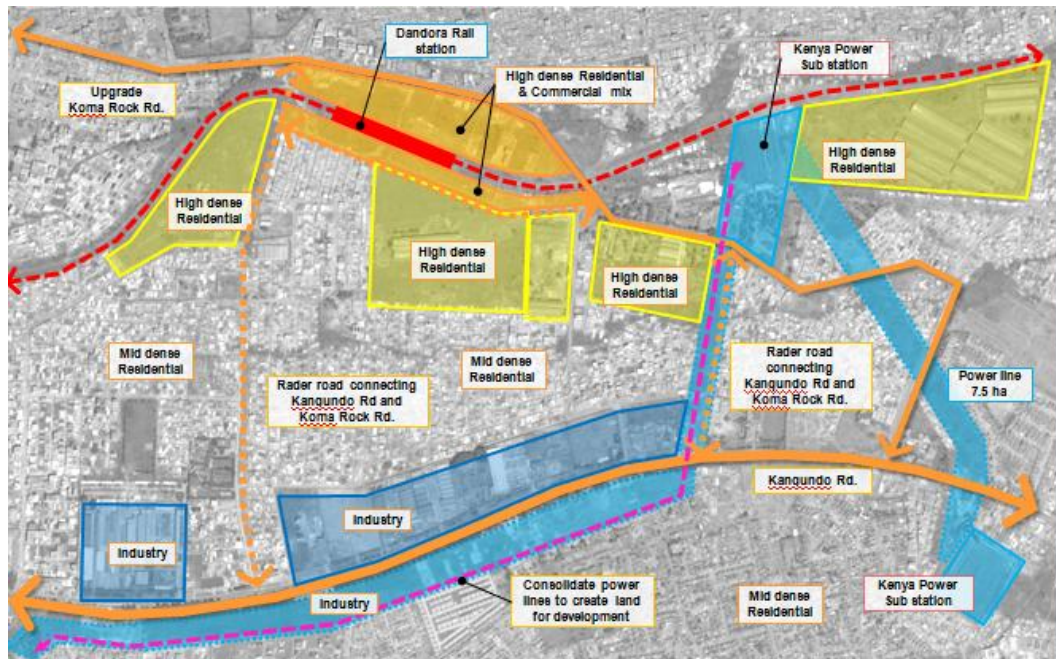 Dandora Rail
station
Kenya Power
Sub station
High dense Residential
& Commercial mix
Upgrade
Koma Rock Rd.
High dense
Residential
High dense
Residential
High dense
Residential
High dense
Residential
Mid dense
Residential
Rader road connecting
Kangundo Rd and
Koma Rock Rd.
Mid dense
Residential
Rader road
connecting
Kangundo Rd and
Koma Rock Rd.
Power line
7.5 ha
Kangundo Rd.
Industry
Industry
Industry
Consolidate power
lines to create land
for development
Mid dense
Residential
Kenya Power
Sub station